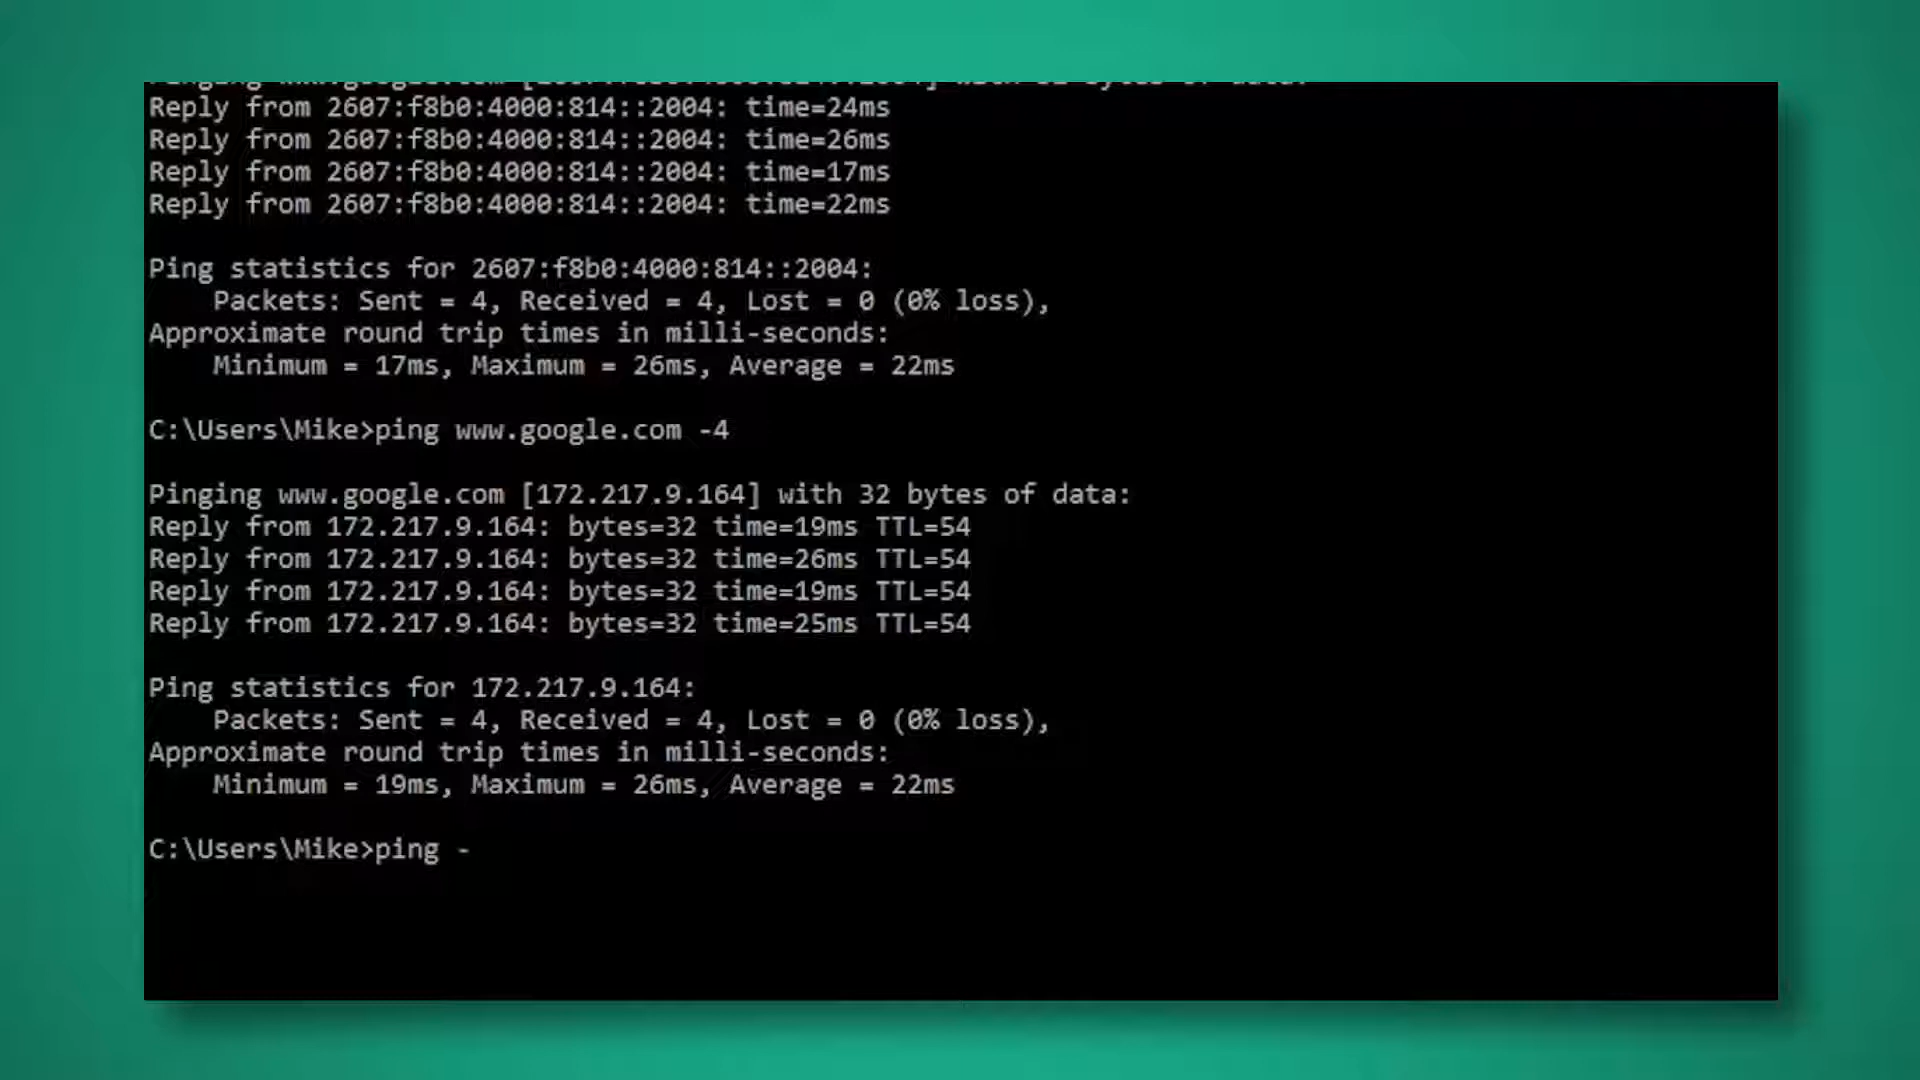 Reply from 2607:f8b0:4000:814::2004: time=24ms
Reply from 2607:f8b0:4000:814::2004: time=26ms
Reply from 2607:f8b0:4000:814::2004: time=17ms
Reply from 2607:f8b0:4000:814::2004: time=22ms
Ping statistics for 2607:f8b0:4000:814::2004:
    Packets: Sent = 4, Received = 4, Lost = 0 (0% loss),
Approximate round trip times in milli-seconds:
    Minimum = 17ms, Maximum = 26ms, Average = 22ms
C:\Users\Mike>ping www.google.com -4
Pinging www.google.com [172.217.9.164] with 32 bytes of data:
Reply from 172.217.9.164: bytes=32 time=19ms TTL=54
Reply from 172.217.9.164: bytes=32 time=26ms TTL=54
Reply from 172.217.9.164: bytes=32 time=19ms TTL=54
Reply from 172.217.9.164: bytes=32 time=25ms TTL=54
Ping statistics for 172.217.9.164:
    Packets: Sent = 4, Received = 4, Lost = 0 (0% loss),
Approximate round trip times in milli-seconds:
    Minimum = 19ms, Maximum = 26ms, Average = 22ms
C:\Users\Mike>ping -